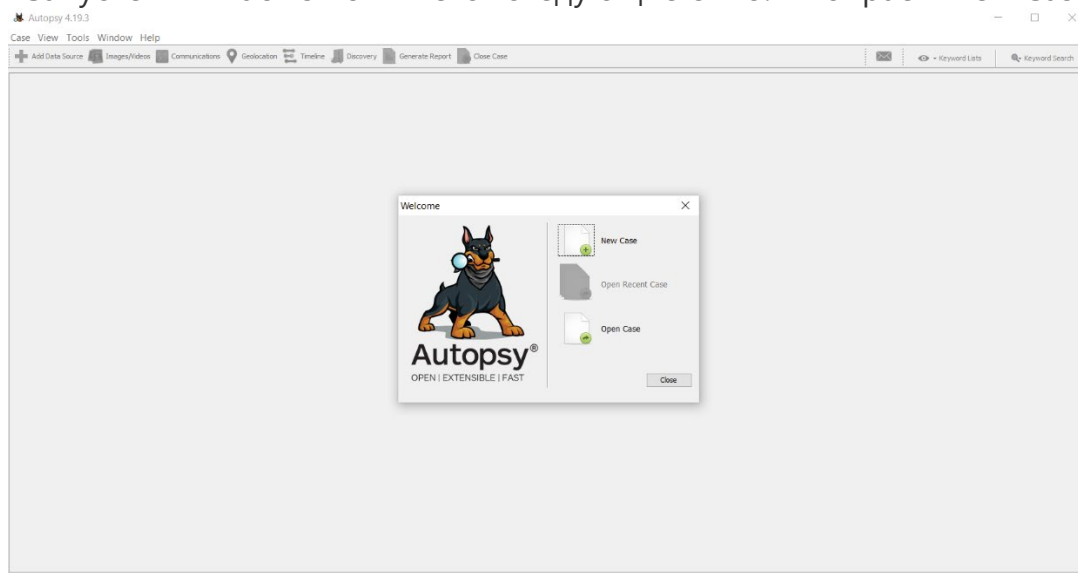 Autopsy 4.19.3
Case View Tools Window Help
Add Data Source Images/Videos Communications Geolocation Timeline Discovery Generate Report Close Case Keyword Lists Keyword Search
Welcome
New Case
Open Recent Case
Open Case
Autopsy®
OPEN | EXTENSIBLE | FAST
Close